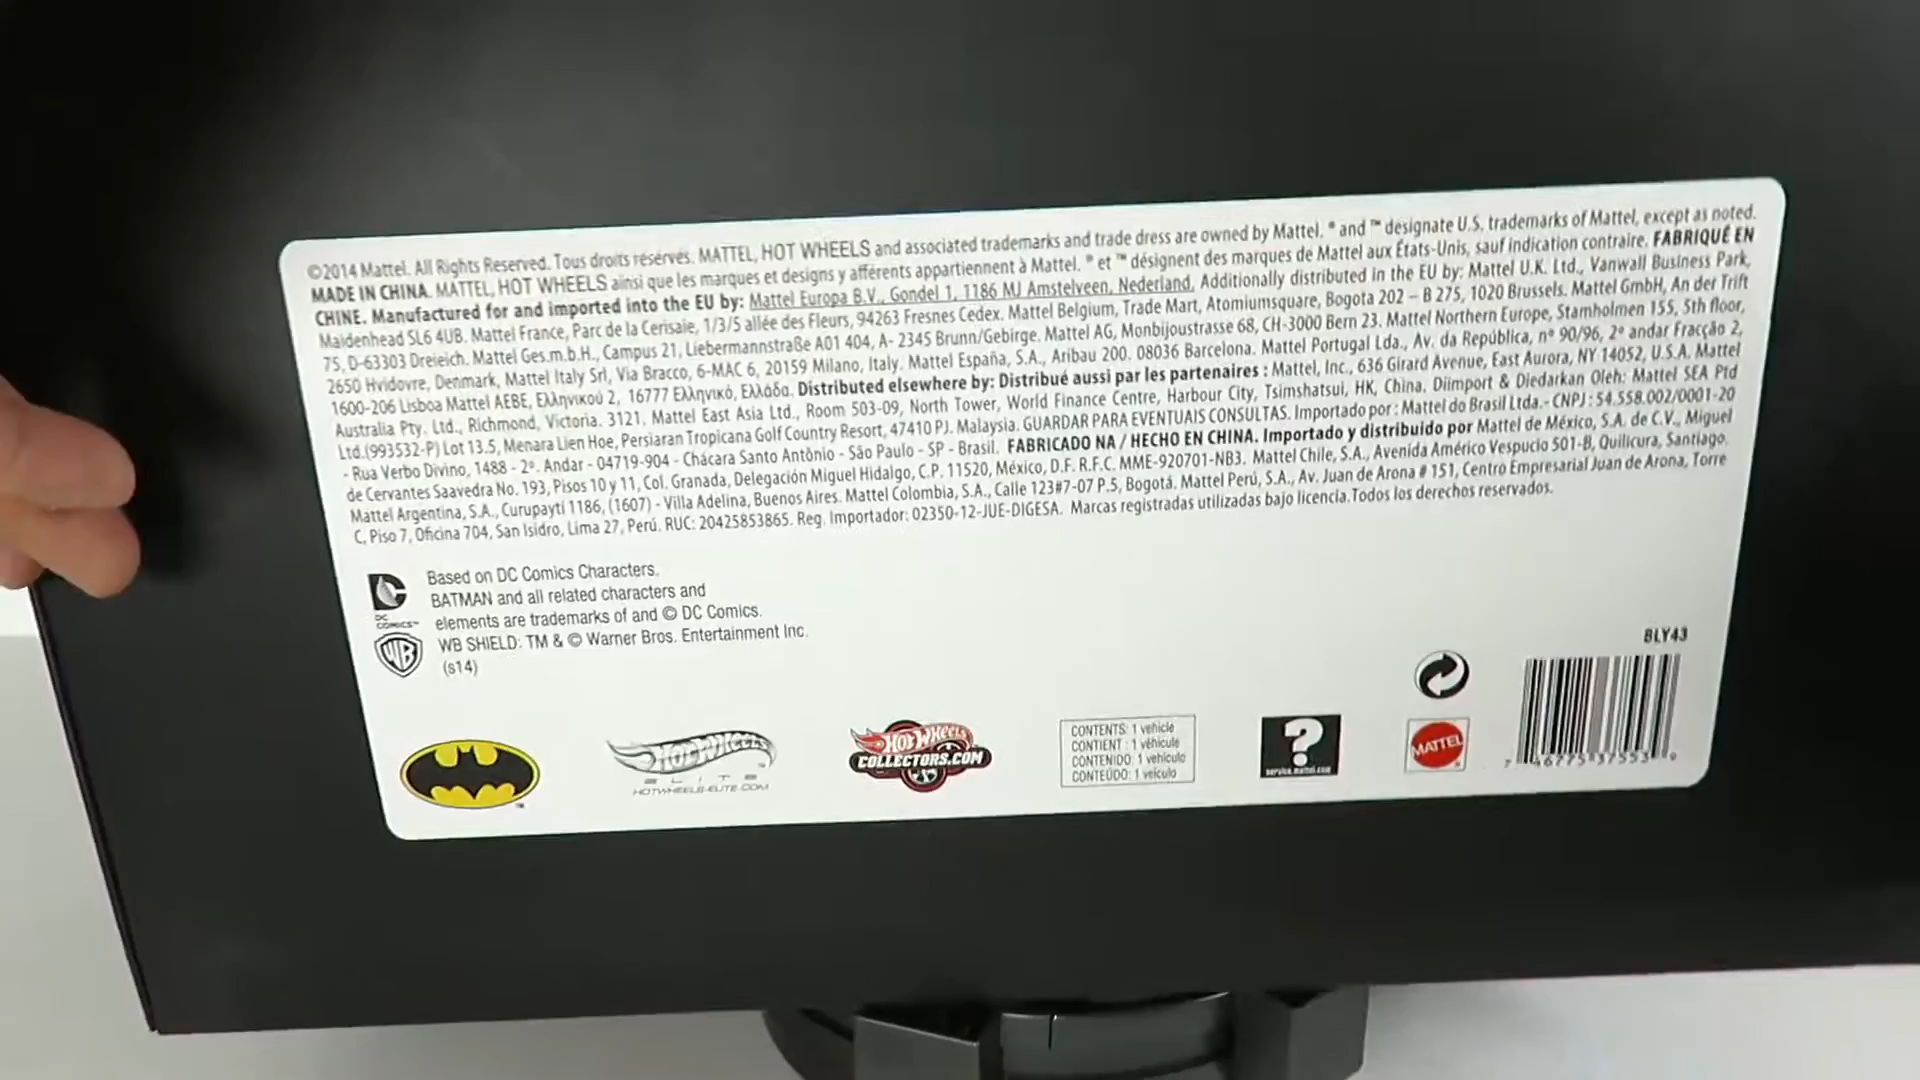 ©2014 Mattel. All Rights Reserved. Tous droits réservés. MATTEL, HOT WHEELS and associated trademarks and trade dress are owned by Mattel. ® and ™ designate U.S. trademarks of Mattel, except as noted.
MADE IN CHINA. MATTEL, HOT WHEELS ainsi que les marques et designs y afférents appartiennent à Mattel. ® et ™ désignent des marques de Mattel aux États-Unis, sauf indication contraire. FABRIQUÉ EN
CHINE. Manufactured for and imported into the EU by: Mattel Europa B.V., Gondel 1, 1186 MJ Amstelveen, Nederland. Additionally distributed in the EU by: Mattel U.K. Ltd., Vanwall Business Park,
Maidenhead SL6 4UB. Mattel France, Parc de la Cerisaie, 1/3/5 allée des Fleurs, 94263 Fresnes Cedex. Mattel Belgium, Trade Mart, Atomiumsquare, Bogota 202 – B 275, 1020 Brussels. Mattel GmbH, An der Trift
75, D-63303 Dreieich. Mattel Ges.m.b.H., Campus 21, Liebermannstraße A01 404, A- 2345 Brunn/Gebirge. Mattel AG, Monbijoustrasse 68, CH-3000 Bern 23. Mattel Northern Europe, Stamholmen 155, 5th floor,
2650 Hvidovre, Denmark, Mattel Italy Srl, Via Bracco, 6-MAC 6, 20159 Milano, Italy. Mattel España, S.A., Aribau 200. 08036 Barcelona. Mattel Portugal Lda., Av. da República, nº 90/96, 2º andar Fracção 2,
1600-206 Lisboa Mattel AEBE, Ελληνικού 2, 16777 Ελληνικό, Ελλάδα. Distributed elsewhere by: Distribué aussi par les partenaires : Mattel, Inc., 636 Girard Avenue, East Aurora, NY 14052, U.S.A. Mattel
Australia Pty. Ltd., Richmond, Victoria. 3121. Mattel East Asia Ltd., Room 503-09, North Tower, World Finance Centre, Harbour City, Tsimshatsui, HK, China. Diimport & Diedarkan Oleh: Mattel SEA Ptd
Ltd.(993532-P) Lot 13.5, Menara Lien Hoe, Persiaran Tropicana Golf Country Resort, 47410 PJ. Malaysia. GUARDAR PARA EVENTUAIS CONSULTAS. Importado por : Mattel do Brasil Ltda.- CNPJ : 54.558.002/0001-20
- Rua Verbo Divino, 1488 - 2º. Andar - 04719-904 - Chácara Santo Antônio - São Paulo - SP - Brasil. FABRICADO NA / HECHO EN CHINA. Importado y distribuido por Mattel de México, S.A. de C.V., Miguel
de Cervantes Saavedra No. 193, Pisos 10 y 11, Col. Granada, Delegación Miguel Hidalgo, C.P. 11520, México, D.F. R.F.C. MME-920701-NB3. Mattel Chile, S.A., Avenida Américo Vespucio 501-B, Quilicura, Santiago.
Mattel Argentina, S.A., Curupaytí 1186, (1607) - Villa Adelina, Buenos Aires. Mattel Colombia, S.A., Calle 123#7-07 P.5, Bogotá. Mattel Perú, S.A., Av. Juan de Arona # 151, Centro Empresarial Juan de Arona, Torre
C, Piso 7, Oficina 704, San Isidro, Lima 27, Perú. RUC: 20425853865. Reg. Importador: 02350-12-JUE-DIGESA. Marcas registradas utilizadas bajo licencia.Todos los derechos reservados.
DC COMICS™
Based on DC Comics Characters.
BATMAN and all related characters and
elements are trademarks of and © DC Comics.
WB
WB SHIELD: TM & © Warner Bros. Entertainment Inc.
(s14)
BLY43
HOT WHEELS
ELITE
HOTWHEELS-ELITE.COM
HOT WHEELS
COLLECTORS.COM
CONTENTS: 1 vehicle
CONTIENT : 1 véhicule
CONTENIDO: 1 vehículo
CONTEÚDO: 1 veículo
?
service.mattel.com
MATTEL
7 46775 37553 9